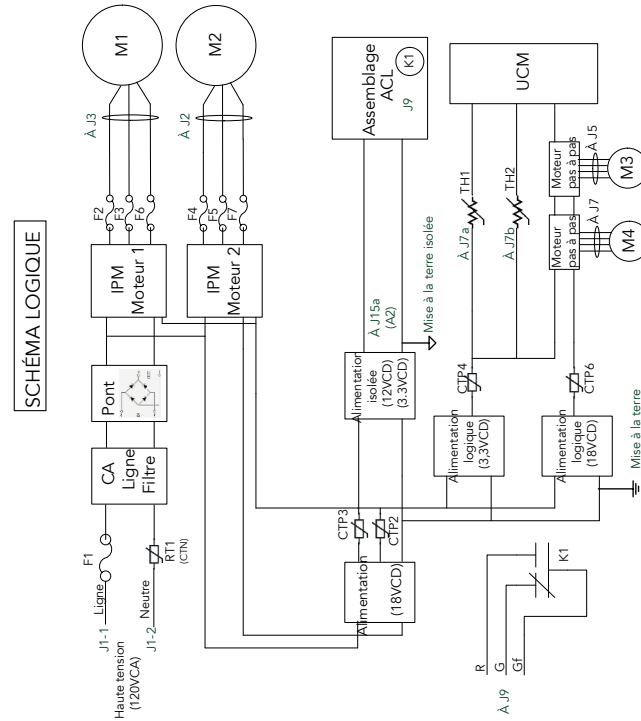 SCHÉMA LOGIQUE
M1
M2
À J3
À J2
F2
F3
F6
F4
F5
F7
IPM
Moteur 1
IPM
Moteur 2
Pont
CA
Ligne
Filtre
F1
RT1
(CTN)
Ligne
Neutre
J1-1
J1-2
Haute tension
(120VCA)
Assemblage
ACL
K1
J9
À J15a
(A2)
Mise à la terre isolée
Alimentation
isolée
(12VCD)
(3.3VCD)
CTP3
CTP2
Alimentation
(18VCD)
UCM
TH1
TH2
À J7a
À J7b
Moteur
pas à pas
À J5
M3
Moteur
pas à pas
À J7
M4
CTP4
CTP6
Alimentation
logique
(3,3VCD)
Alimentation
logique
(18VCD)
Mise à la terre
R
G
Gf
K1
À J9